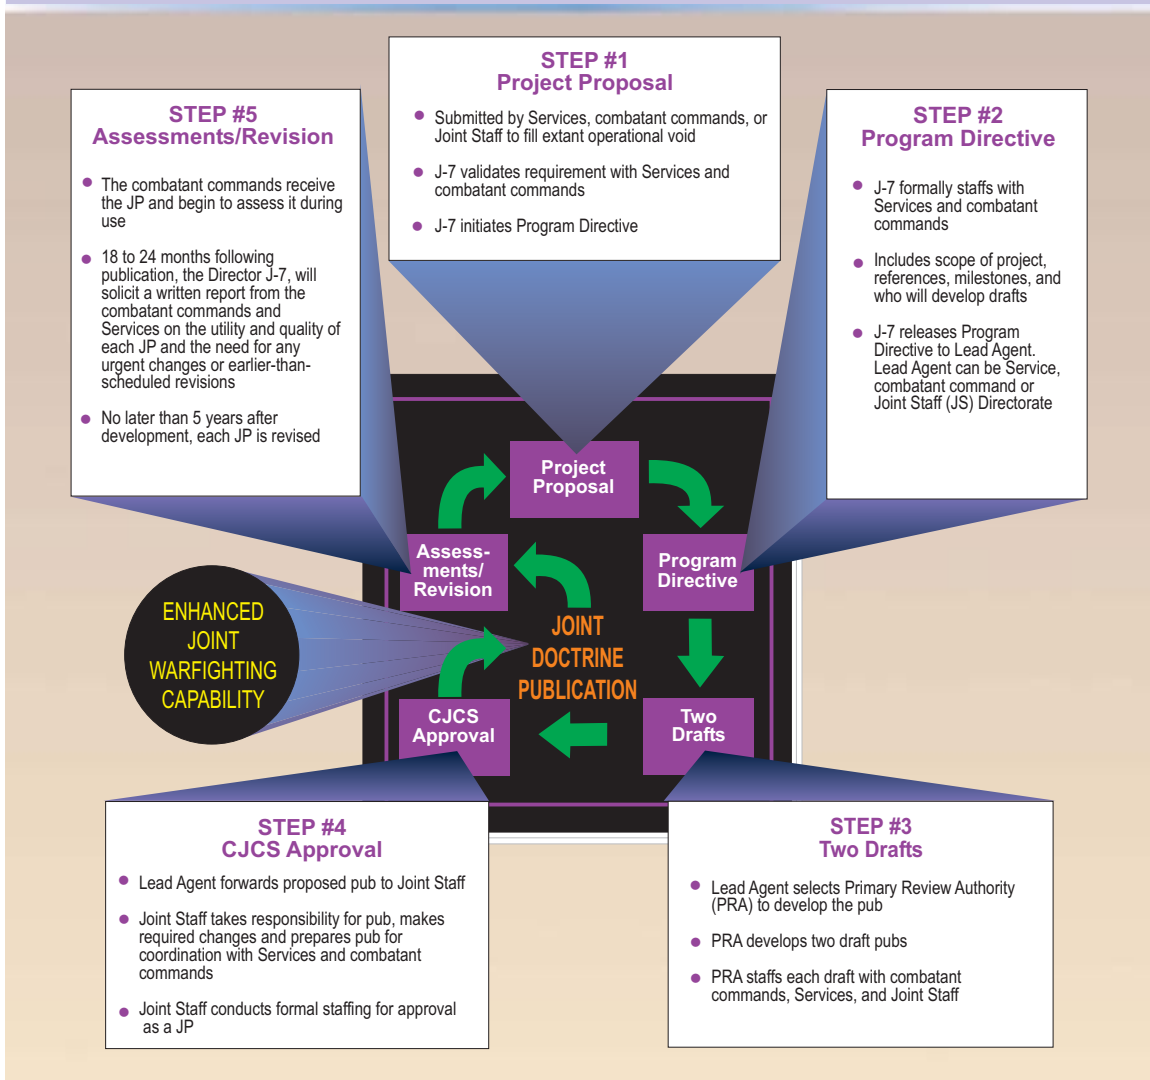 STEP #1
Project Proposal
Submitted by Services, combatant commands, or
Joint Staff to fill extant operational void
J-7 validates requirement with Services and
combatant commands
J-7 initiates Program Directive
STEP #5
Assessments/Revision
The combatant commands receive
the JP and begin to assess it during
use
18 to 24 months following
publication, the Director J-7, will
solicit a written report from the
combatant commands and
Services on the utility and quality of
each JP and the need for any
urgent changes or earlier-than-
scheduled revisions
No later than 5 years after
development, each JP is revised
STEP #2
Program Directive
J-7 formally staffs with
Services and combatant
commands
Includes scope of project,
references, milestones, and
who will develop drafts
J-7 releases Program
Directive to Lead Agent.
Lead Agent can be Service,
combatant command or
Joint Staff (JS) Directorate
Project
Proposal
Assess-
ments/
Revision
Program
Directive
ENHANCED
JOINT
WARFIGHTING
CAPABILITY
JOINT
DOCTRINE
PUBLICATION
CJCS
Approval
Two
Drafts
STEP #4
CJCS Approval
Lead Agent forwards proposed pub to Joint Staff
Joint Staff takes responsibility for pub, makes
required changes and prepares pub for
coordination with Services and combatant
commands
Joint Staff conducts formal staffing for approval
as a JP
STEP #3
Two Drafts
Lead Agent selects Primary Review Authority
(PRA) to develop the pub
PRA develops two draft pubs
PRA staffs each draft with combatant
commands, Services, and Joint Staff